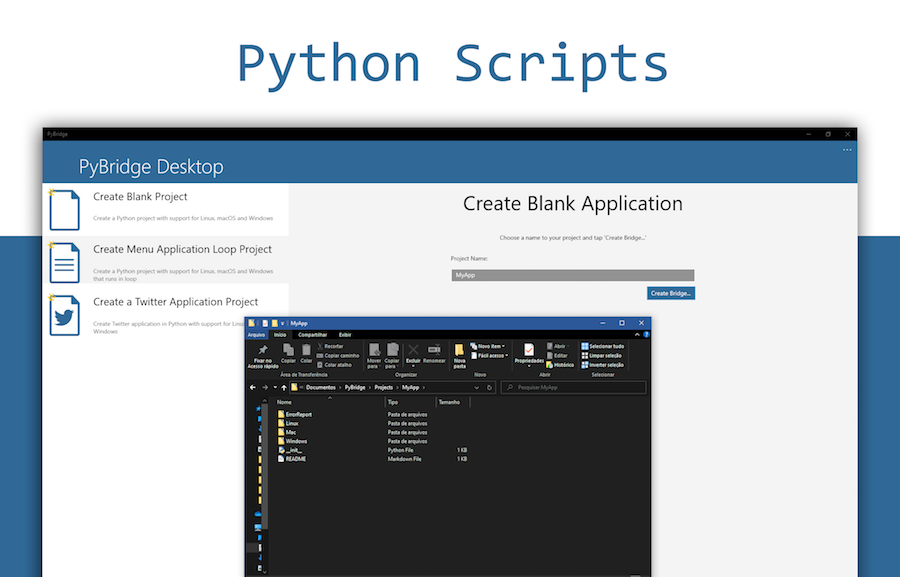 Python Scripts
PyBridge
PyBridge Desktop
Create Blank Project
Create a Python project with support for Linux, macOS and Windows
Create Menu Application Loop Project
Create a Python project with support for Linux, macOS and Windows
that runs in loop
Create a Twitter Application Project
Create Twitter application in Python with support for
Windows
Create Blank Application
Choose a name to your project and tap 'Create Bridge...'
Project Name:
MyApp
Create Bridge...
MyApp
Arquivo Início Compartilhar Exibir
Fixar no
Acesso rápido
Copiar
Colar
Recortar
Copiar caminho
Colar atalho
Área de Transferência
Mover
para
Copiar
para
Excluir
Renomear
Organizar
Nova
pasta
Novo item
Fácil acesso
Novo
Propriedades
Abrir
Editar
Histórico
Abrir
Selecionar tudo
Limpar seleção
Inverter seleção
Selecionar
Documentos › PyBridge › Projects › MyApp ›
Pesquisar MyApp
Nome Tipo Tamanho
ErrorReport Pasta de arquivos
Linux Pasta de arquivos
Mac Pasta de arquivos
Windows Pasta de arquivos
__init__ Python File 1 KB
README Markdown File 1 KB